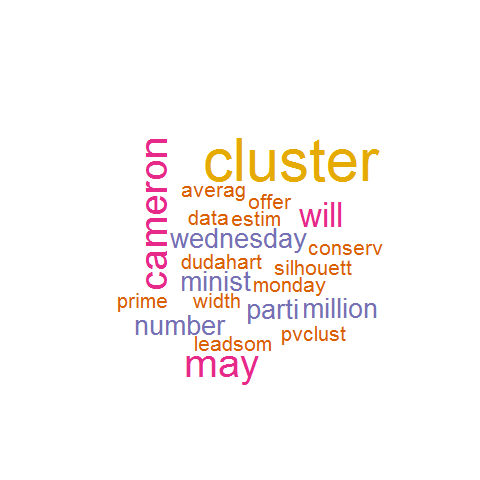 cluster
cameron
averag
offer
data
estim
will
wednesday
conserv
dudahart
silhouett
minist
monday
prime
width
parti
million
number
pvclust
leadsom
may